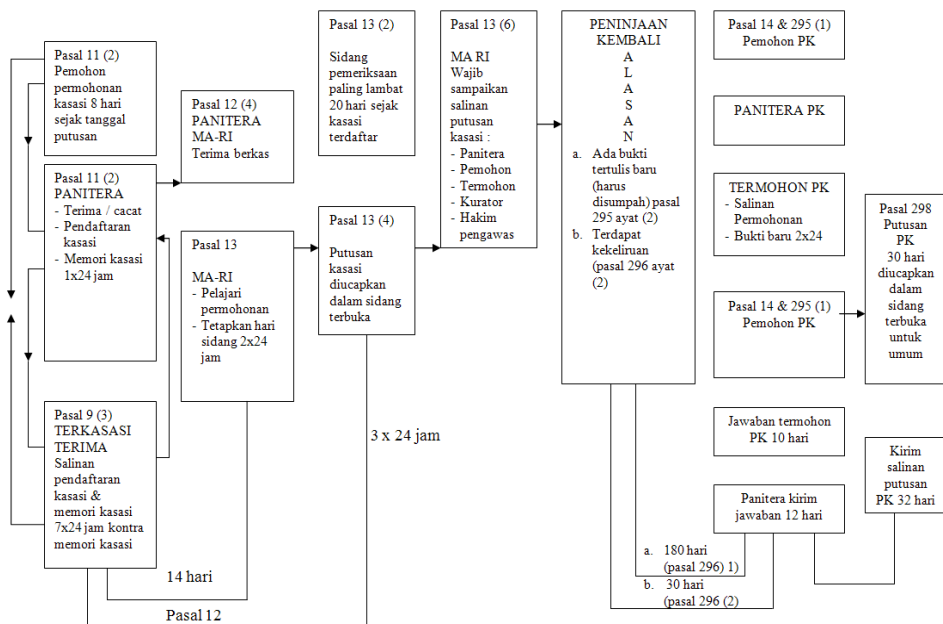 Pasal 11 (2)
Pemohon
permohonan
kasasi 8 hari
sejak tanggal
putusan
Pasal 11 (2)
PANITERA
- Terima / cacat
- Pendaftaran
kasasi
- Memori kasasi
1x24 jam
Pasal 9 (3)
TERKASASI
TERIMA
Salinan
pendaftaran
kasasi &
memori kasasi
7x24 jam kontra
memori kasasi
Pasal 12 (4)
PANITERA
MA-RI
Terima berkas
Pasal 13
MA-RI
- Pelajari
permohonan
- Tetapkan hari
sidang 2x24
jam
14 hari
Pasal 12
Pasal 13 (2)
Sidang
pemeriksaan
paling lambat
20 hari sejak
kasasi
terdaftar
Pasal 13 (4)
Putusan
kasasi
diucapkan
dalam sidang
terbuka
3 x 24 jam
Pasal 13 (6)
MA RI
Wajib
sampaikan
salinan
putusan
kasasi :
- Panitera
- Pemohon
- Termohon
- Kurator
- Hakim
pengawas
PENINJAAN
KEMBALI
A
L
A
S
A
N
a. Ada bukti
tertulis baru
(harus
disumpah) pasal
295 ayat (2)
b. Terdapat
kekeliruan
(pasal 296 ayat
(2)
a. 180 hari
(pasal 296) 1)
b. 30 hari
(pasal 296 (2)
Pasal 14 & 295 (1)
Pemohon PK
PANITERA PK
TERMOHON PK
- Salinan
Permohonan
- Bukti baru 2x24
Pasal 14 & 295 (1)
Pemohon PK
Jawaban termohon
PK 10 hari
Panitera kirim
jawaban 12 hari
Pasal 298
Putusan
PK
30 hari
diucapkan
dalam
sidang
terbuka
untuk
umum
Kirim
salinan
putusan
PK 32 hari